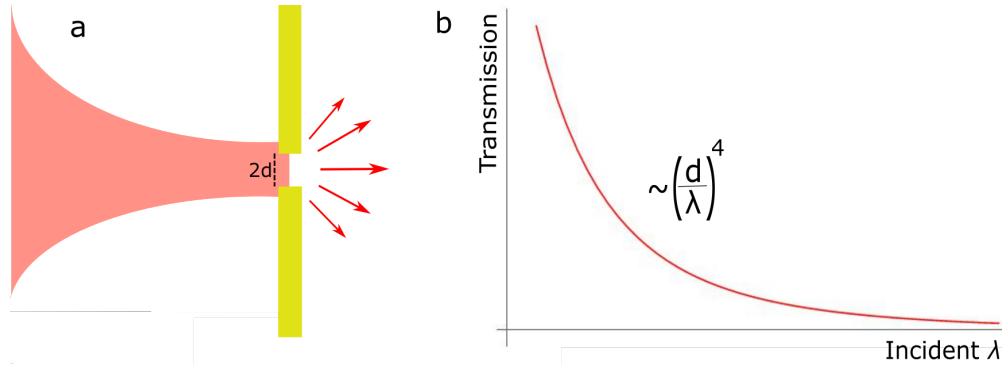 a
2d
b
Transmission
~(d/λ)^4
Incident λ